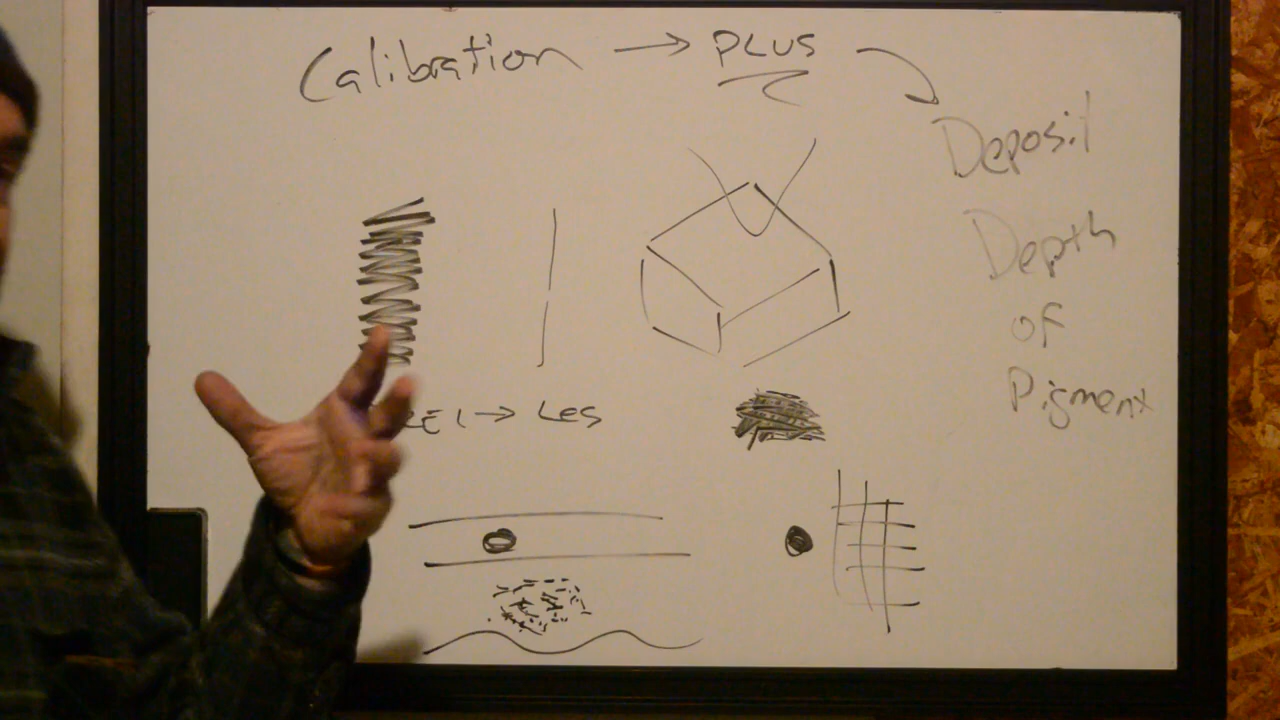 Calibration → PLUS
Deposit
Depth
of
Pigment
→ Les